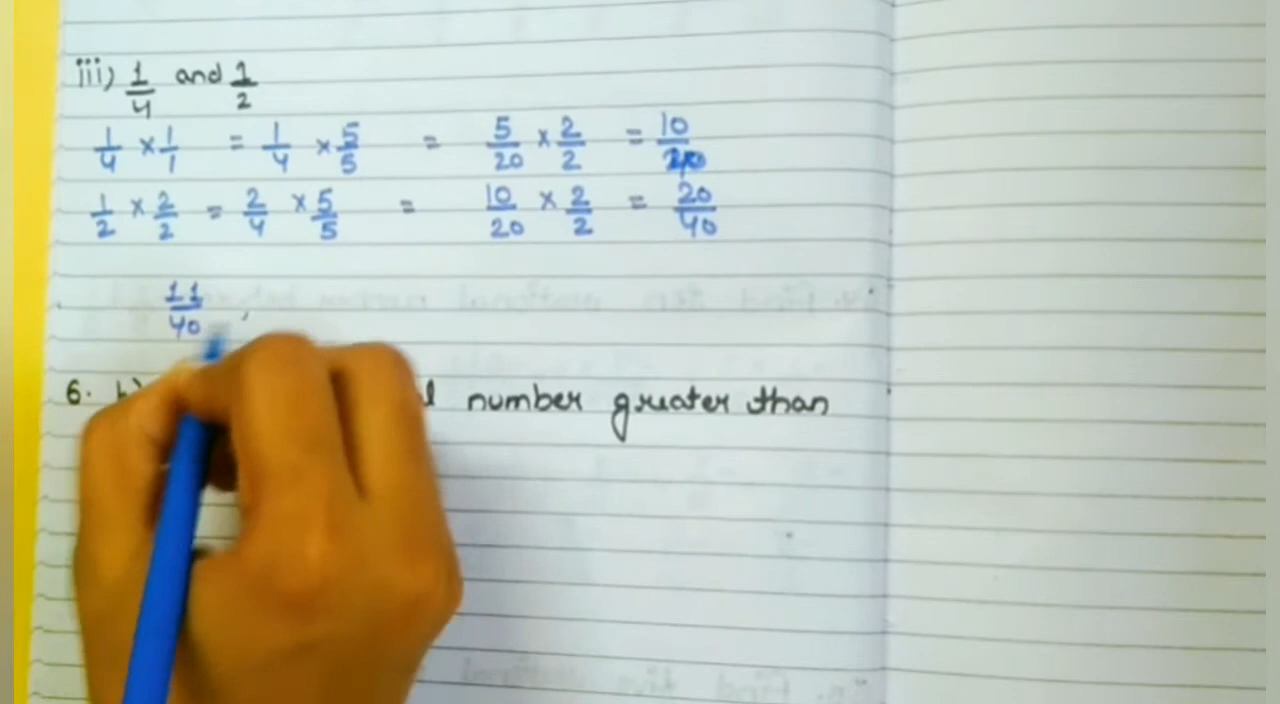 iii) 1/4 and 1/2
1/4 × 1/1 = 1/4 × 5/5 = 5/20 × 2/2 = 10/40
1/2 × 2/2 = 2/4 × 5/5 = 10/20 × 2/2 = 20/40
11/40 ,
6. number greater than